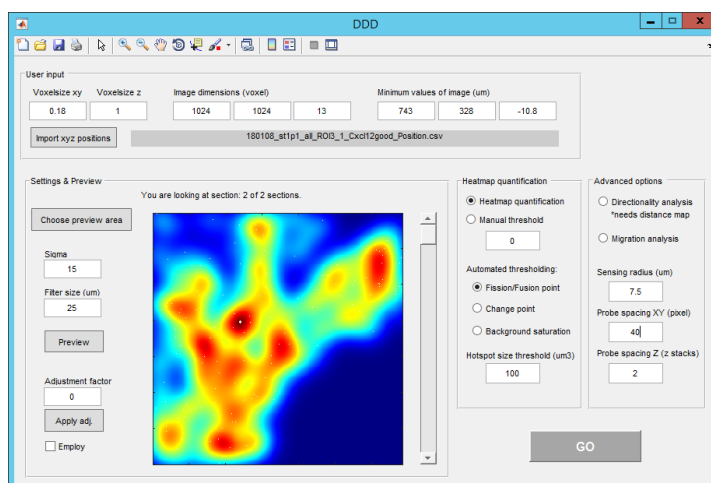 DDD
User input
Voxelsize xy Voxelsize z Image dimensions (voxel) Minimum values of image (um)
0.18 1 1024 1024 13 743 328 -10.8
Import xyz positions 180108_st1p1_all_ROI3_1_Cxcl12good_Position.csv
Settings & Preview
You are looking at section: 2 of 2 sections.
Choose preview area
Sigma
15
Filter size (um)
25
Preview
Adjustment factor
0
Apply adj.
Employ
Heatmap quantification
Heatmap quantification
Manual threshold
0
Automated thresholding:
Fission/Fusion point
Change point
Background saturation
Hotspot size threshold (um3)
100
Advanced options
Directionality analysis
*needs distance map
Migration analysis
Sensing radius (um)
7.5
Probe spacing XY (pixel)
40
Probe spacing Z (z stacks)
2
GO